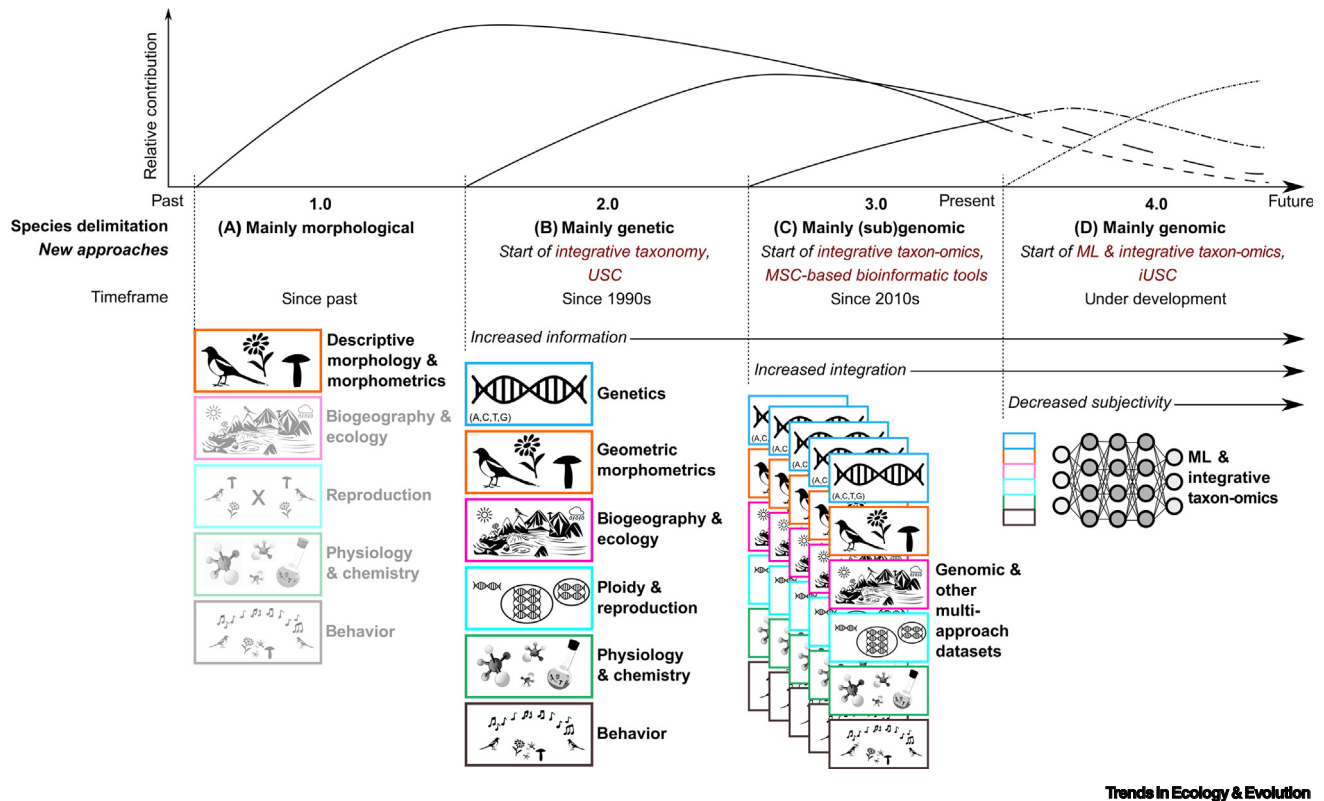 Relative contribution
Past
1.0
2.0
3.0
Present
4.0
Future
Species delimitation
New approaches
(A) Mainly morphological
(B) Mainly genetic
Start of integrative taxonomy,
USC
(C) Mainly (sub)genomic
Start of integrative taxon-omics,
MSC-based bioinformatic tools
(D) Mainly genomic
Start of ML & integrative taxon-omics,
iUSC
Timeframe
Since past
Since 1990s
Since 2010s
Under development
Increased information
Increased integration
Decreased subjectivity
Descriptive
morphology &
morphometrics
Biogeography &
ecology
Reproduction
X
Physiology
& chemistry
Behavior
(A,C,T,G)
Genetics
Geometric
morphometrics
Biogeography &
ecology
Ploidy &
reproduction
Physiology
& chemistry
Behavior
(A,C
(A,C
(A,C
(A,C
(A,C,T,G)
Genomic &
other
multi-
approach
datasets
ML &
integrative
taxon-omics
Trends in Ecology & Evolution